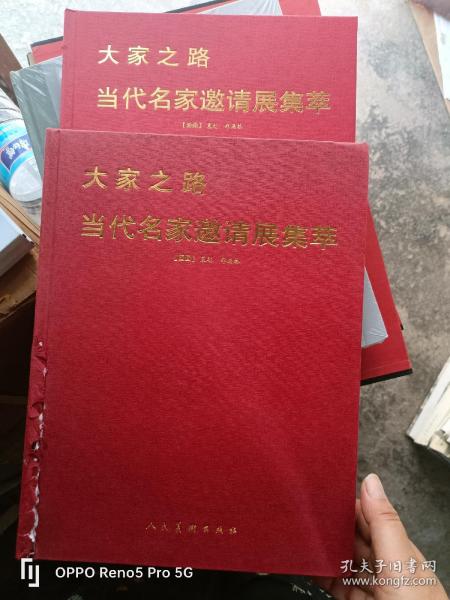 大家之路
当代名家邀请展集萃
大家之路
当代名家邀请展集萃
人民美术出版社
OPPO Reno5 Pro 5G
孔夫子旧书网
www.kongfz.com